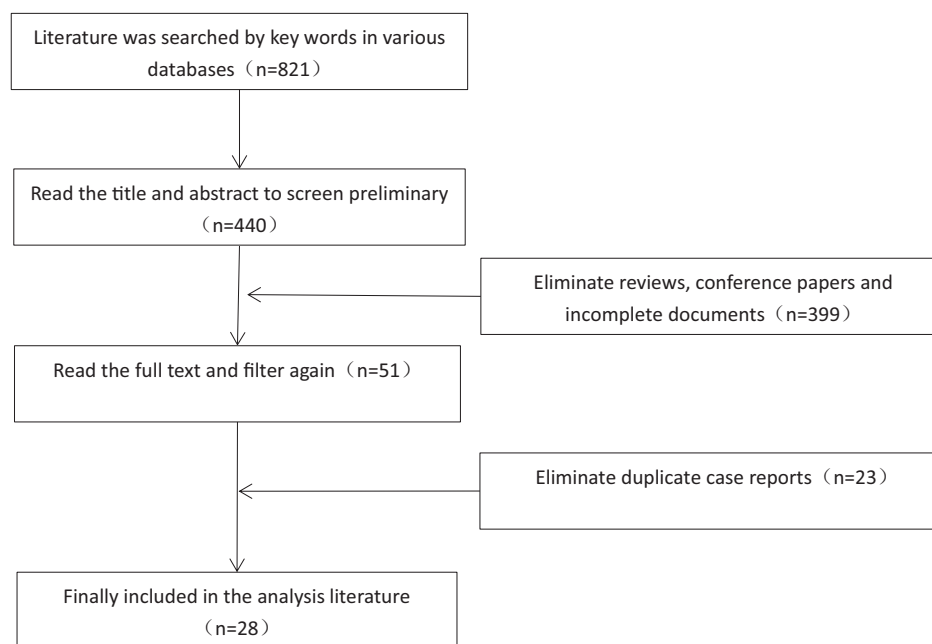 Literature was searched by key words in various
databases（n=821）
Read the title and abstract to screen preliminary
（n=440）
Eliminate reviews, conference papers and
incomplete documents（n=399）
Read the full text and filter again（n=51）
Eliminate duplicate case reports（n=23）
Finally included in the analysis literature
（n=28）